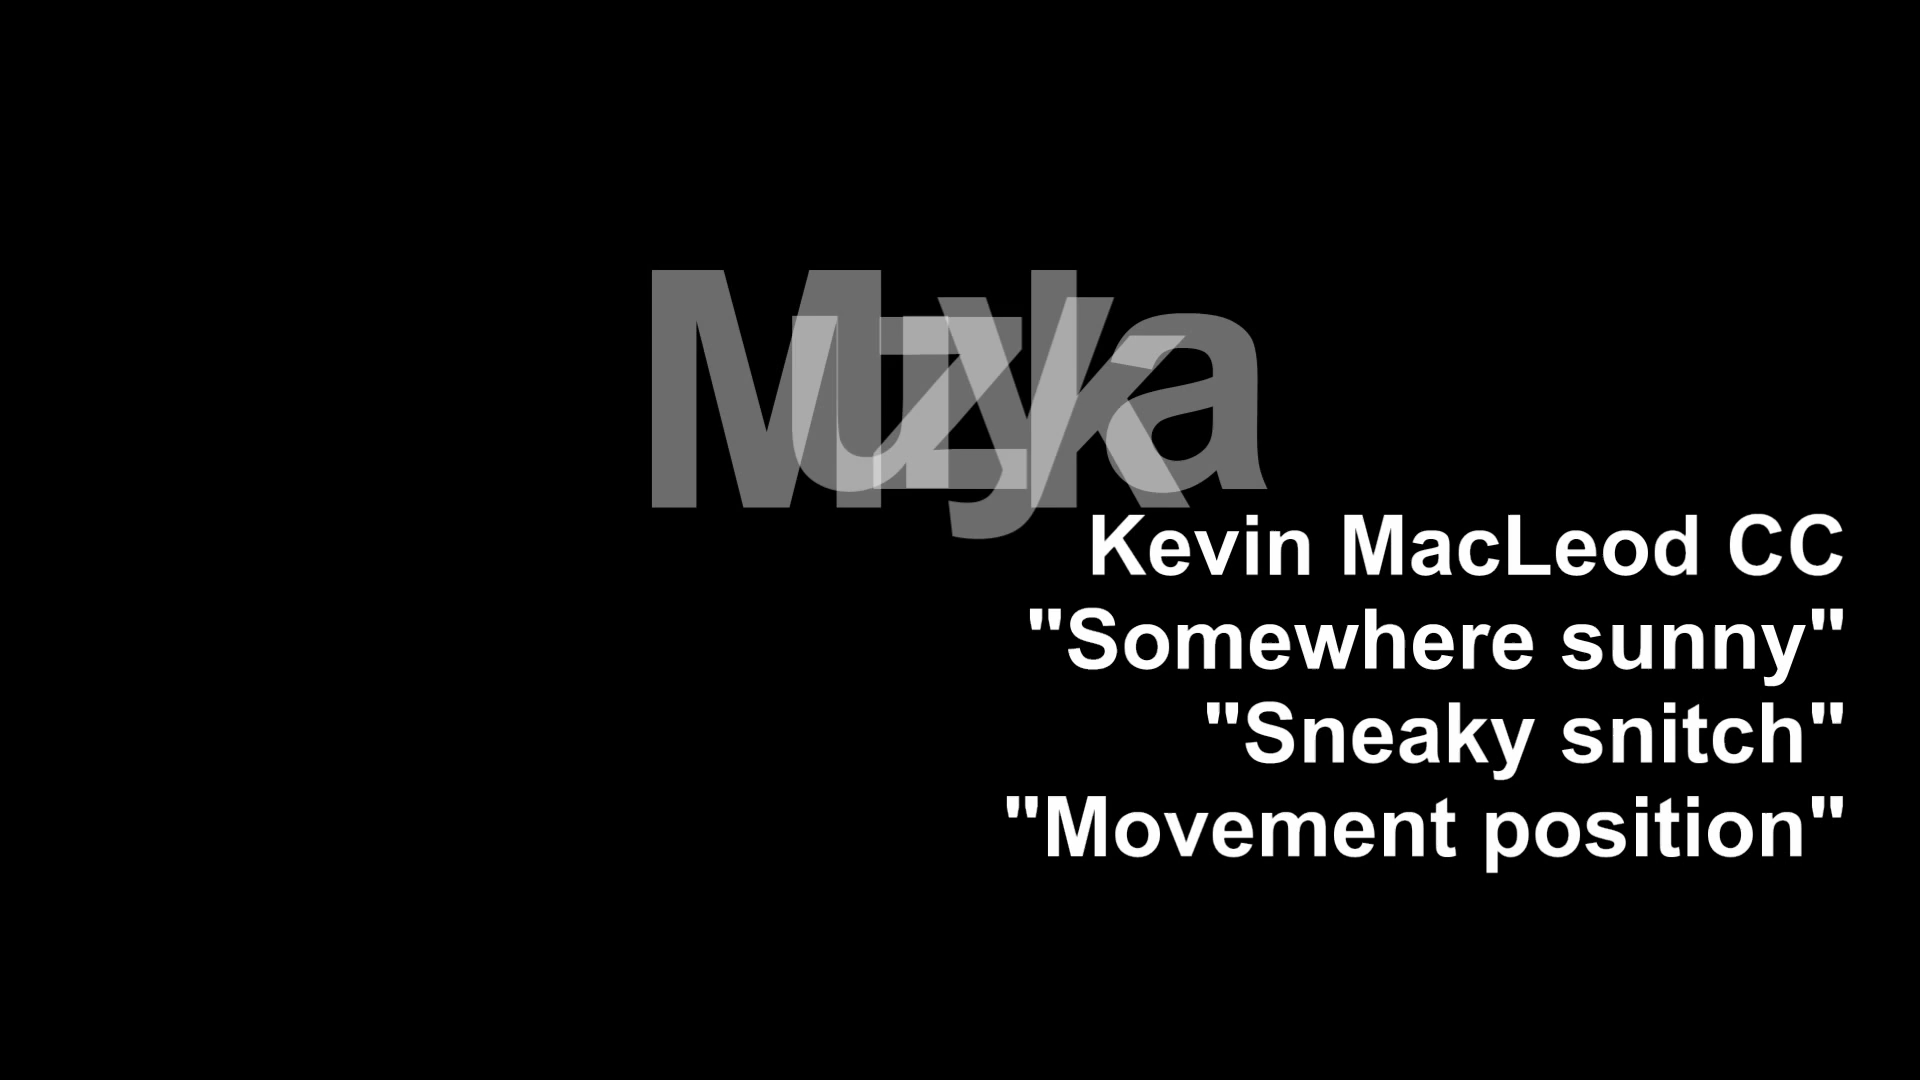 Muzyka
Kevin MacLeod CC
"Somewhere sunny"
"Sneaky snitch"
"Movement position"